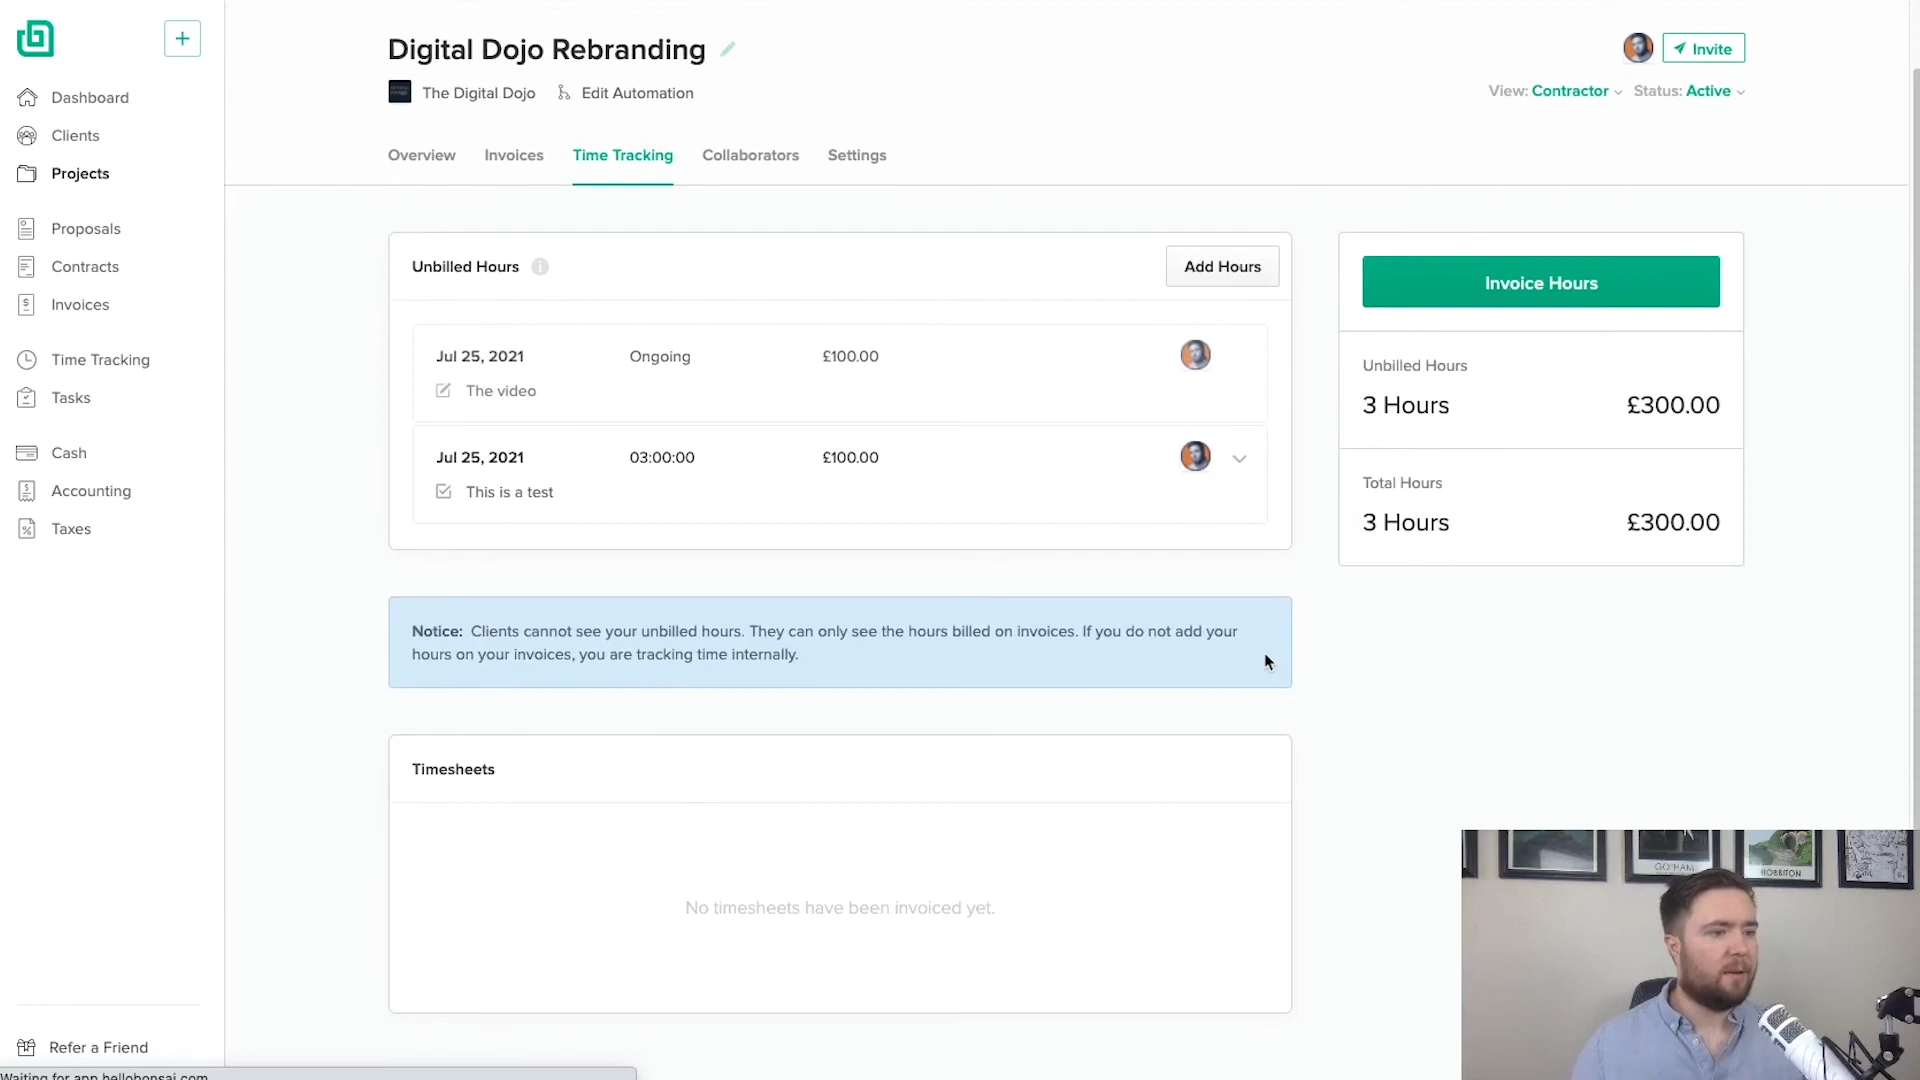 Digital Dojo Rebranding
Invite
The Digital Dojo
Edit Automation
View: Contractor
Status: Active
Dashboard
Clients
Projects
Proposals
Contracts
Invoices
Time Tracking
Tasks
Cash
Accounting
Taxes
Refer a Friend
Overview
Invoices
Time Tracking
Collaborators
Settings
Unbilled Hours
Add Hours
Jul 25, 2021
Ongoing
£100.00
The video
Jul 25, 2021
03:00:00
£100.00
This is a test
Invoice Hours
Unbilled Hours
3 Hours
£300.00
Total Hours
3 Hours
£300.00
Notice: Clients cannot see your unbilled hours. They can only see the hours billed on invoices. If you do not add your
hours on your invoices, you are tracking time internally.
Timesheets
No timesheets have been invoiced yet.
GOTHAM
HOBBITON
Waiting for app.hellobonsai.com